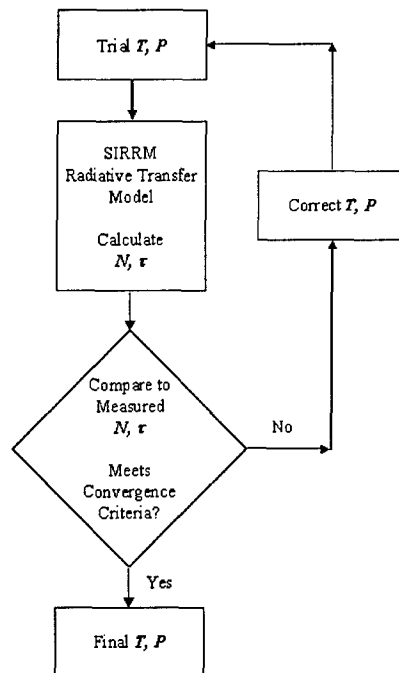 Trial T, P
SIRRM
Radiative Transfer
Model
Calculate
N, τ
Correct T, P
Compare to
Measured
N, τ
Meets
Convergence
Criteria?
No
Yes
Final T, P